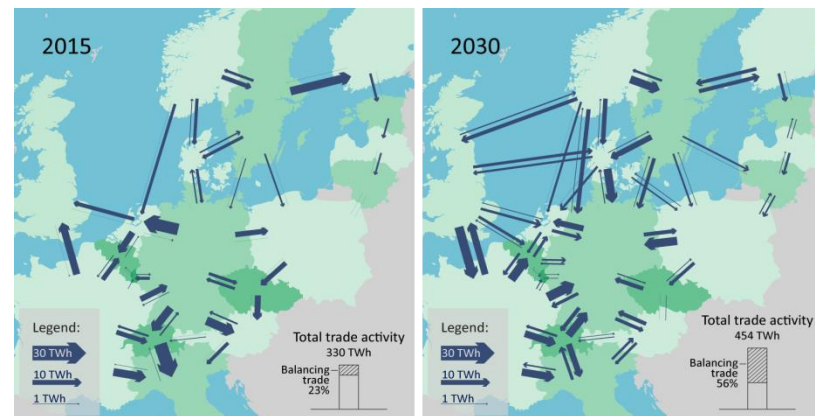 2015
Legend:
30 TWh
10 TWh
1 TWh
Total trade activity
330 TWh
Balancing
trade
23%
2030
Legend:
30 TWh
10 TWh
1 TWh
Total trade activity
454 TWh
Balancing
trade
56%